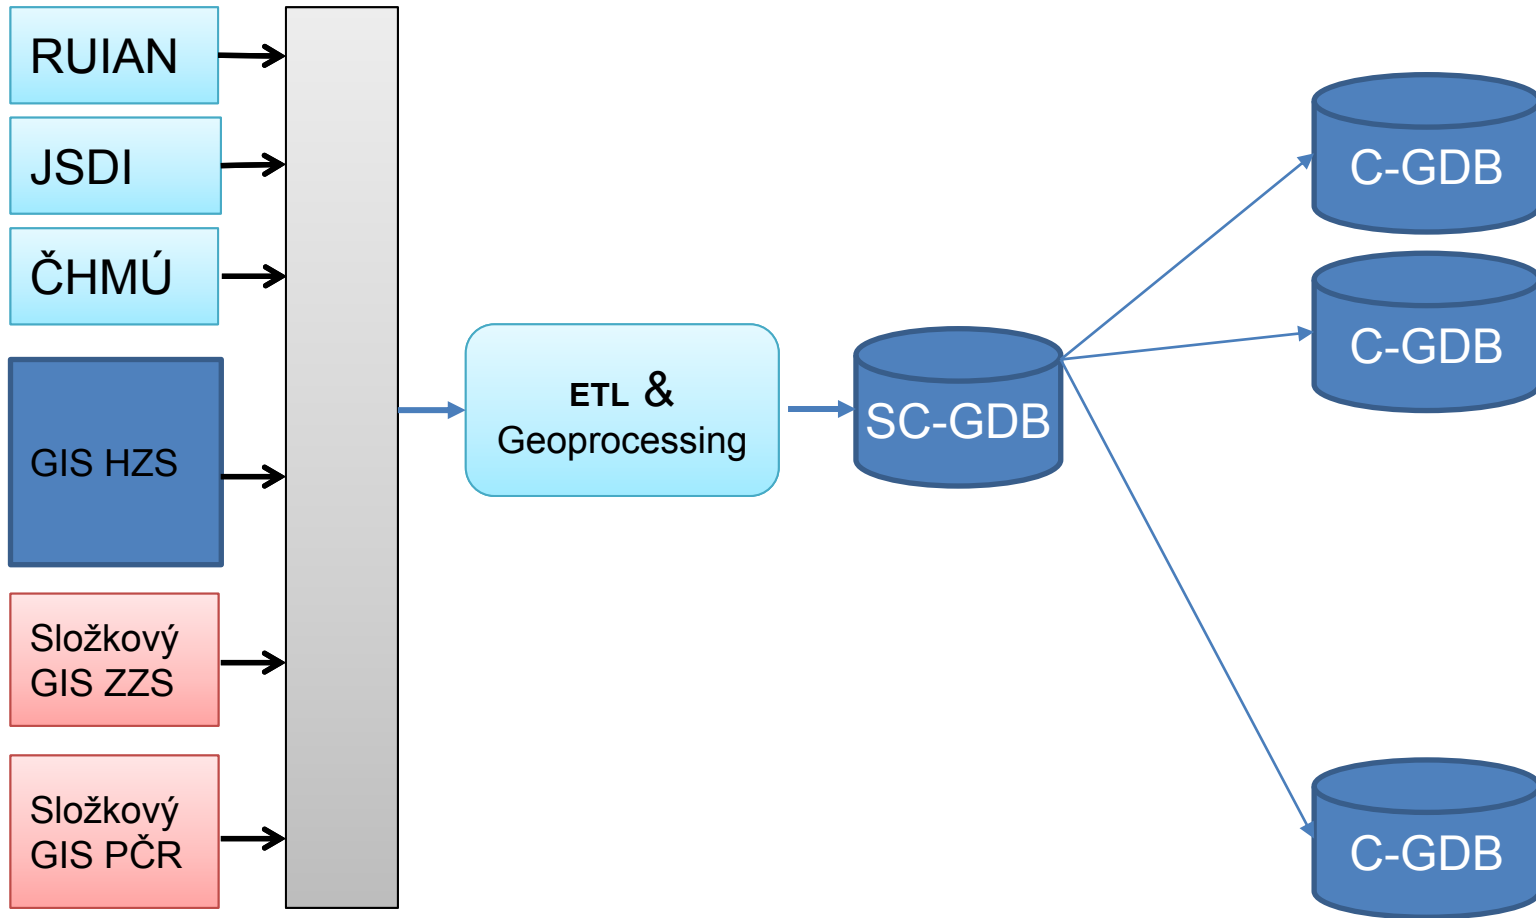 RUIAN
JSDI
ČHMÚ
GIS HZS
Složkový
GIS ZZS
Složkový
GIS PČR
ETL &
Geoprocessing
SC-GDB
C-GDB
C-GDB
C-GDB